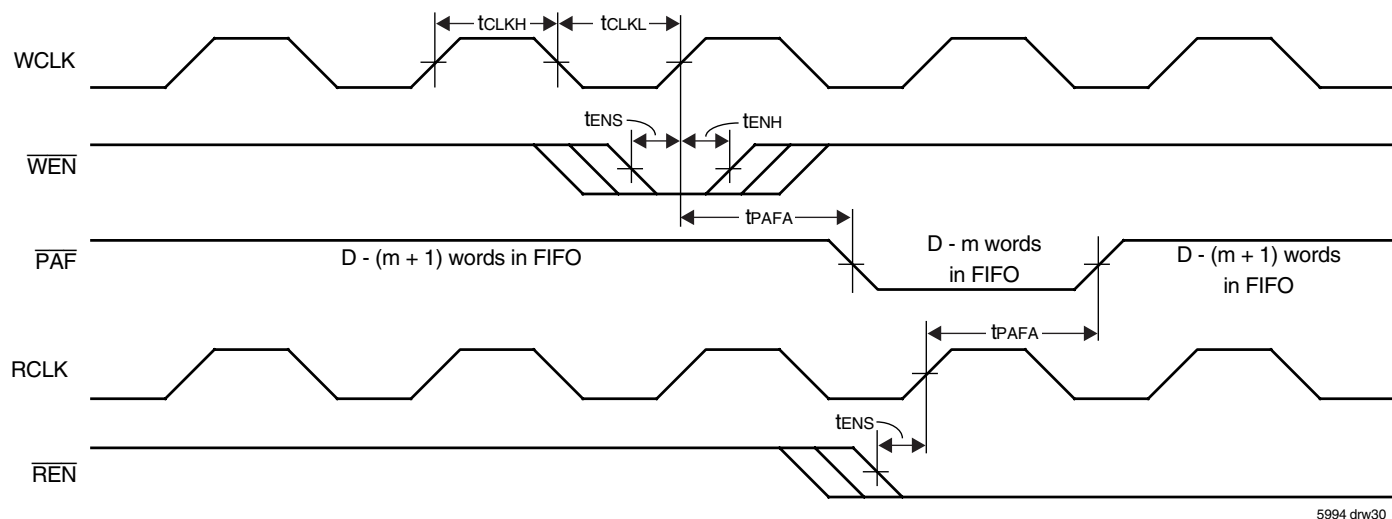 tCLKH tCLKL
WCLK
tENS tENH
WEN
tPAFA
PAF
D - (m + 1) words in FIFO
D - m words
in FIFO
D - (m + 1) words
in FIFO
tPAFA
RCLK
tENS
REN
5994 drw30